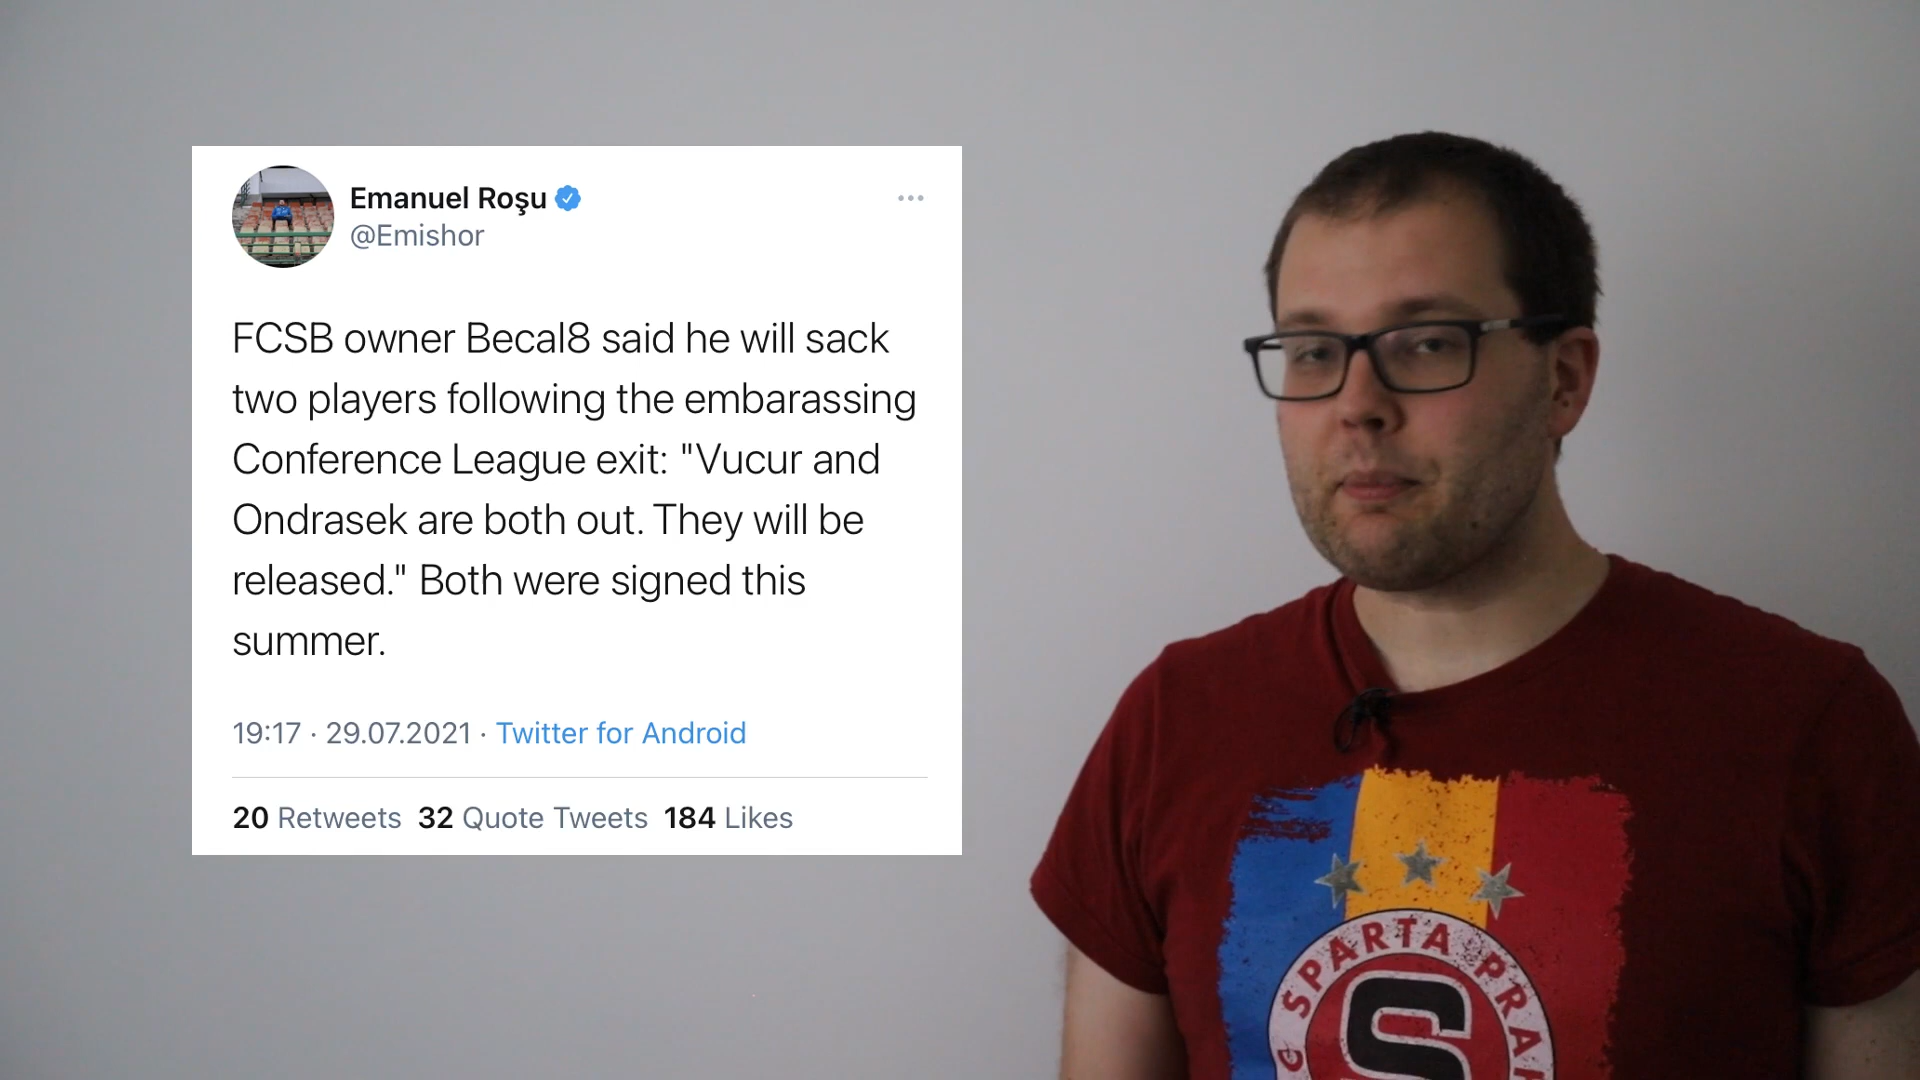 Emanuel Roşu
@Emishor
FCSB owner Becal8 said he will sack
two players following the embarassing
Conference League exit: "Vucur and
Ondrasek are both out. They will be
released." Both were signed this
summer.
19:17 · 29.07.2021 · Twitter for Android
20 Retweets 32 Quote Tweets 184 Likes
C SPARTA PRA
S